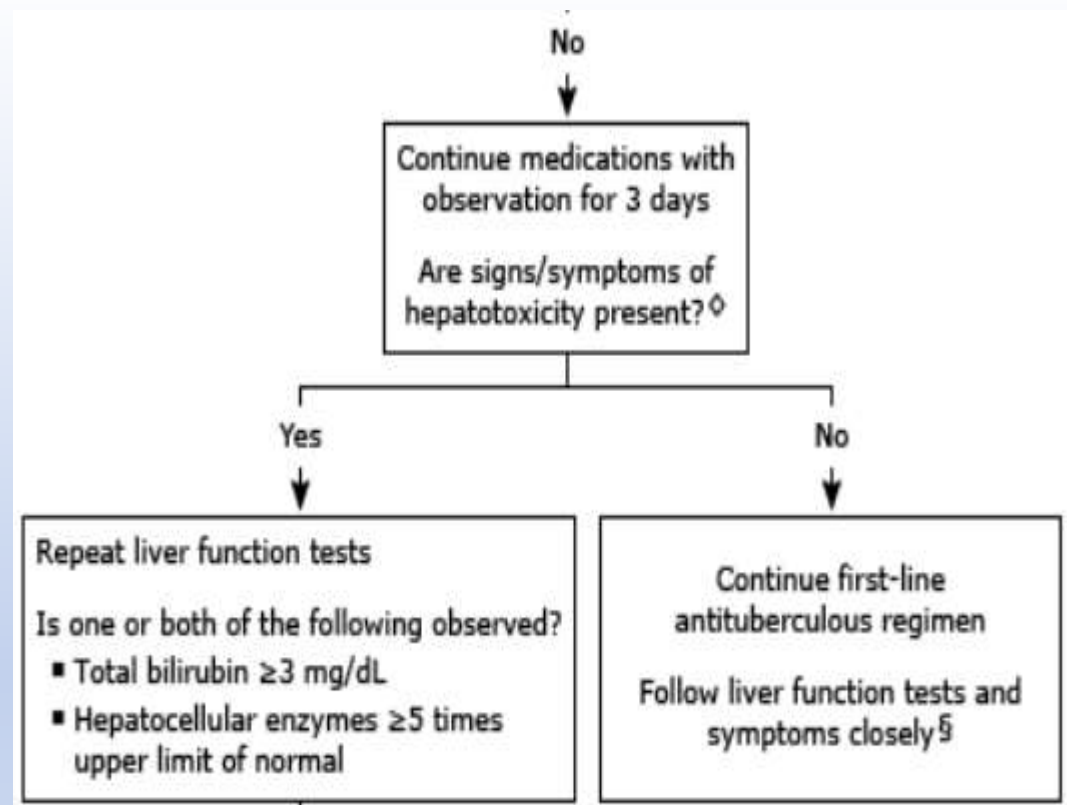 No
Continue medications with
observation for 3 days
Are signs/symptoms of
hepatotoxicity present?◊
Yes
No
Repeat liver function tests
Is one or both of the following observed?
▪ Total bilirubin ≥3 mg/dL
▪ Hepatocellular enzymes ≥5 times
upper limit of normal
Continue first-line
antituberculous regimen
Follow liver function tests and
symptoms closely§